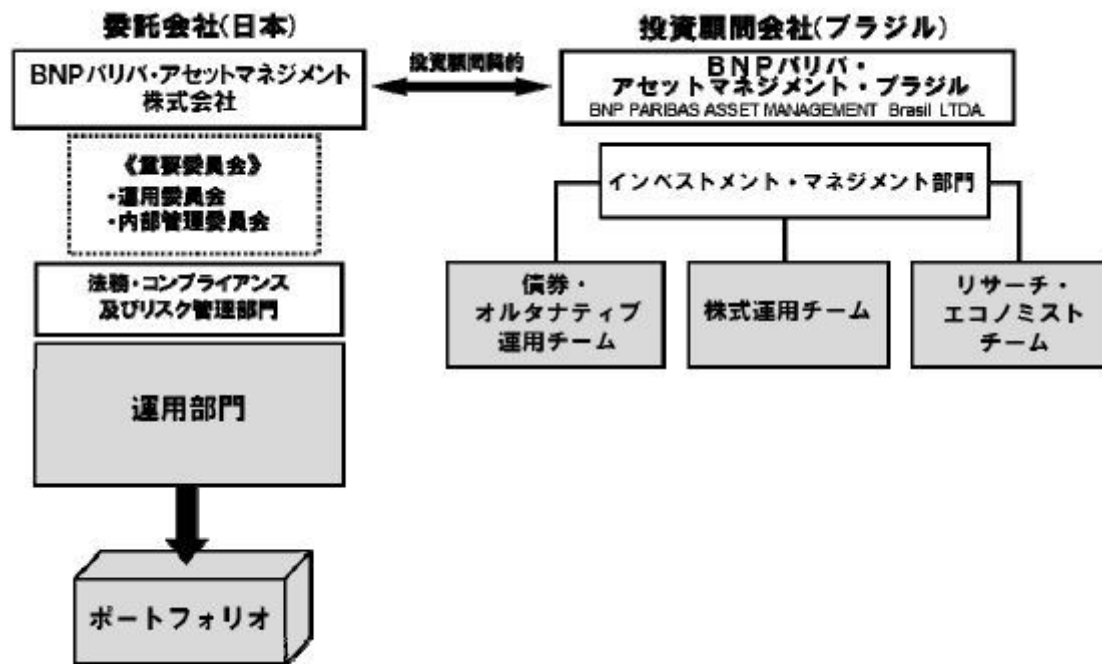 委託会社(日本)
BNPパリバ・アセットマネジメント
株式会社
《重要委員会》
・運用委員会
・内部管理委員会
法務・コンプライアンス
及びリスク管理部門
運用部門
ポートフォリオ
投資顧問契約
投資顧問会社(ブラジル)
BNPパリバ・
アセットマネジメント・ブラジル
BNP PARIBAS ASSET MANAGEMENT Brasil LTDA.
インベストメント・マネジメント部門
債券・
オルタナティブ
運用チーム
株式運用チーム
リサーチ・
エコノミスト
チーム